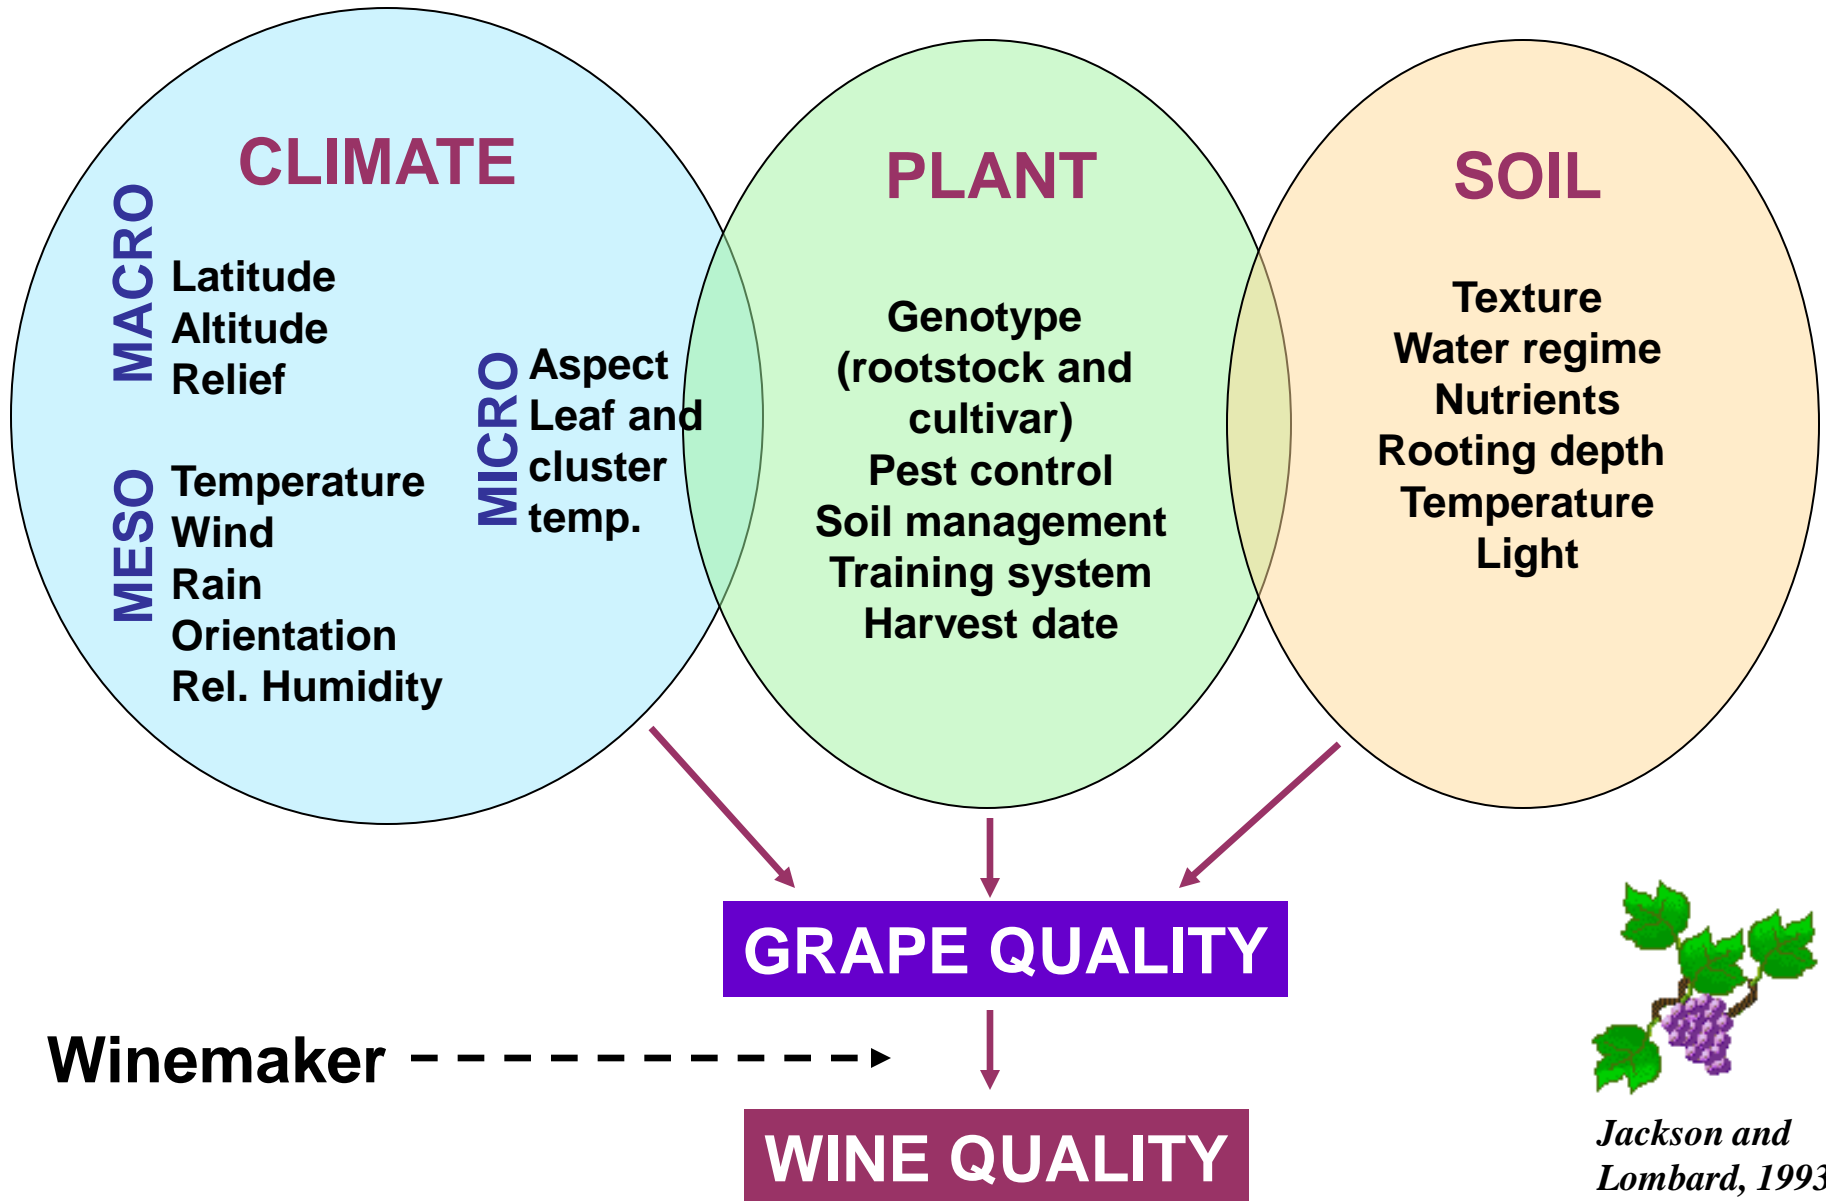 CLIMATE
MACRO
Latitude
Altitude
Relief
MESO
Temperature
Wind
Rain
Orientation
Rel. Humidity
MICRO
Aspect
Leaf and
cluster
temp.
PLANT
Genotype
(rootstock and
cultivar)
Pest control
Soil management
Training system
Harvest date
SOIL
Texture
Water regime
Nutrients
Rooting depth
Temperature
Light
GRAPE QUALITY
Winemaker
WINE QUALITY
Jackson and
Lombard, 1993